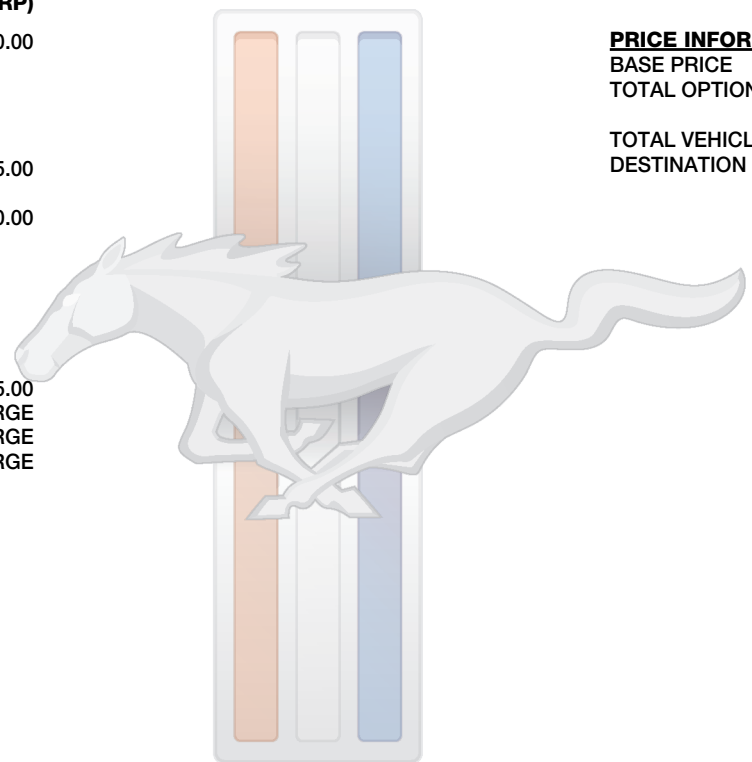 RP)
0.00
5.00
0.00
5.00
RGE
RGE
RGE
PRICE INFOR
BASE PRICE
TOTAL OPTION
TOTAL VEHICL
DESTINATION